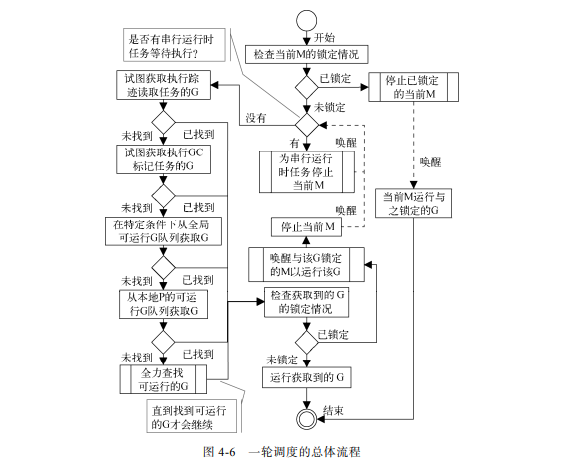 是否有串行运行时
任务等待执行?
开始
检查当前M的锁定情况
已锁定
停止已锁定
的当前M
未锁定
试图获取执行踪
迹读取任务的G
没有
有
唤醒
未找到
已找到
为串行运行
时任务停止
当前M
唤醒
试图获取执行GC
标记任务的G
未找到
已找到
唤醒
当前M运行与
之锁定的G
在特定条件下从全局
可运行G队列获取G
停止当前M
未找到
已找到
唤醒与该G锁定
的M以运行该G
从本地P的可运
行G队列获取G
检查获取到的 G
的锁定情况
未找到
已找到
已锁定
未锁定
全力查找
可运行的G
运行获取到的 G
直到找到可运行
的G才会继续
结束
图 4-6 一轮调度的总体流程